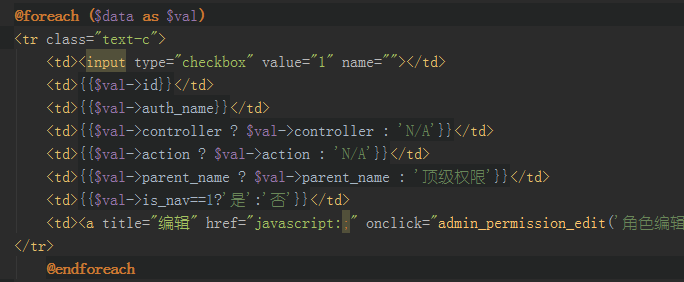 @foreach ($data as $val)
<tr class="text-c">
<td><input type="checkbox" value="1" name=""></td>
<td>{{$val->id}}</td>
<td>{{$val->auth_name}}</td>
<td>{{$val->controller ? $val->controller : 'N/A'}}</td>
<td>{{$val->action ? $val->action : 'N/A'}}</td>
<td>{{$val->parent_name ? $val->parent_name : '顶级权限'}}</td>
<td>{{$val->is_nav==1?'是':'否'}}</td>
<td><a title="编辑" href="javascript:;" onclick="admin_permission_edit('角色编辑
</tr>
@endforeach